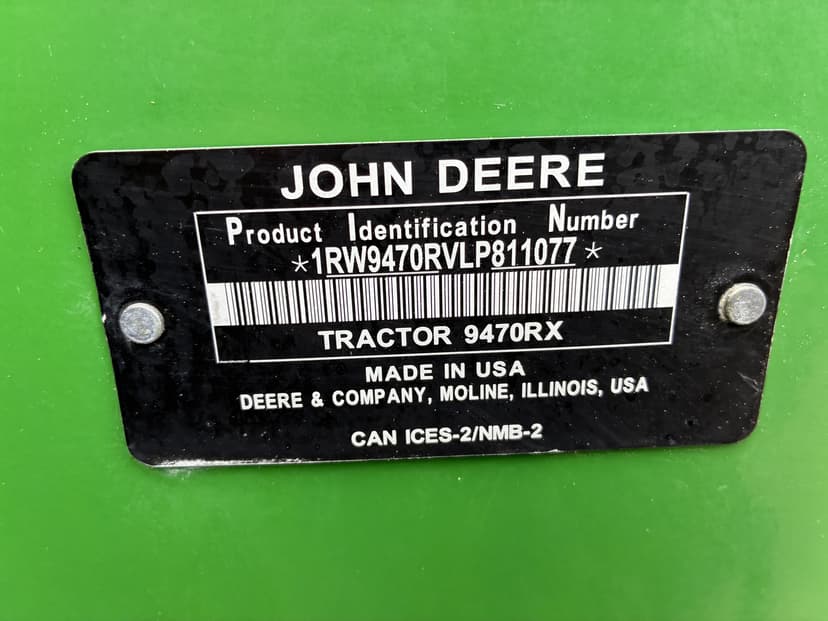 JOHN DEERE
Product Identification Number
*1RW9470RVLP811077*
TRACTOR 9470RX
MADE IN USA
DEERE & COMPANY, MOLINE, ILLINOIS, USA
CAN ICES-2/NMB-2